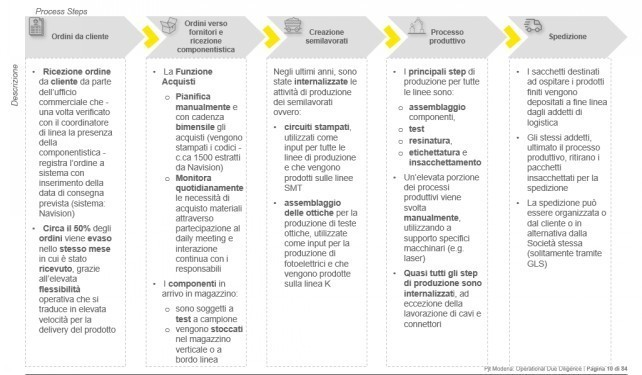 Process Steps
Descrizione
Ordini da cliente
• Ricezione ordine
da cliente da parte
dell'ufficio
commerciale che -
una volta verificato
con il coordinatore
di linea la presenza
della
componentistica -
registra l'ordine a
sistema con
inserimento della
data di consegna
prevista (sistema:
Navision)
• Circa il 50% degli
ordini viene evaso
nello stesso mese
in cui è stato
ricevuto, grazie
all'elevata
flessibilità
operativa che si
traduce in elevata
velocità per la
delivery del prodotto
Ordini verso
fornitori e
ricezione
componentistica
• La Funzione
Acquisti
o Pianifica
manualmente e
con cadenza
bimensile gli
acquisti (vengono
stampati i codici -
c.ca 1500 estratti
da Navision)
o Monitora
quotidianamente
le necessità di
acquisto materiali
attraverso
partecipazione al
daily meeting e
interazione
continua con i
responsabili
• I componenti in
arrivo in magazzino:
o sono soggetti a
test a campione
o vengono stoccati
nel magazzino
verticale o a
bordo linea
Creazione
semilavorati
Negli ultimi anni, sono
state internalizzate le
attività di produzione
dei semilavorati
ovvero:
• circuiti stampati,
utilizzati come
input per tutte le
linee di produzione
e che vengono
prodotti sulle linee
SMT
• assemblaggio
delle ottiche per la
produzione di teste
ottiche, utilizzate
come input per la
produzione di
fotoelettrici e che
vengono prodotte
sulla linea K
Processo
produttivo
• I principali step di
produzione per tutte
le linee sono:
o assemblaggio
componenti,
o test
o resinatura,
o etichettatura e
insacchettamento
• Un'elevata porzione
dei processi
produttivi viene
svolta
manualmente,
utilizzando a
supporto specifici
macchinari (e.g.
laser)
• Quasi tutti gli step
di produzione sono
internalizzati, ad
eccezione della
lavorazione di cavi e
connettori
Spedizione
• I sacchetti destinati
ad ospitare i prodotti
finiti vengono
depositati a fine linea
dagli addetti di
logistica
• Gli stessi addetti,
ultimato il processo
produttivo, ritirano i
pacchetti
insacchettati per la
spedizione
• La spedizione può
essere organizzata o
dal cliente o in
alternativa dalla
Società stessa
(solitamente tramite
GLS)
Pjt Modena: Operational Due Diligence | Pagina 10 di 54